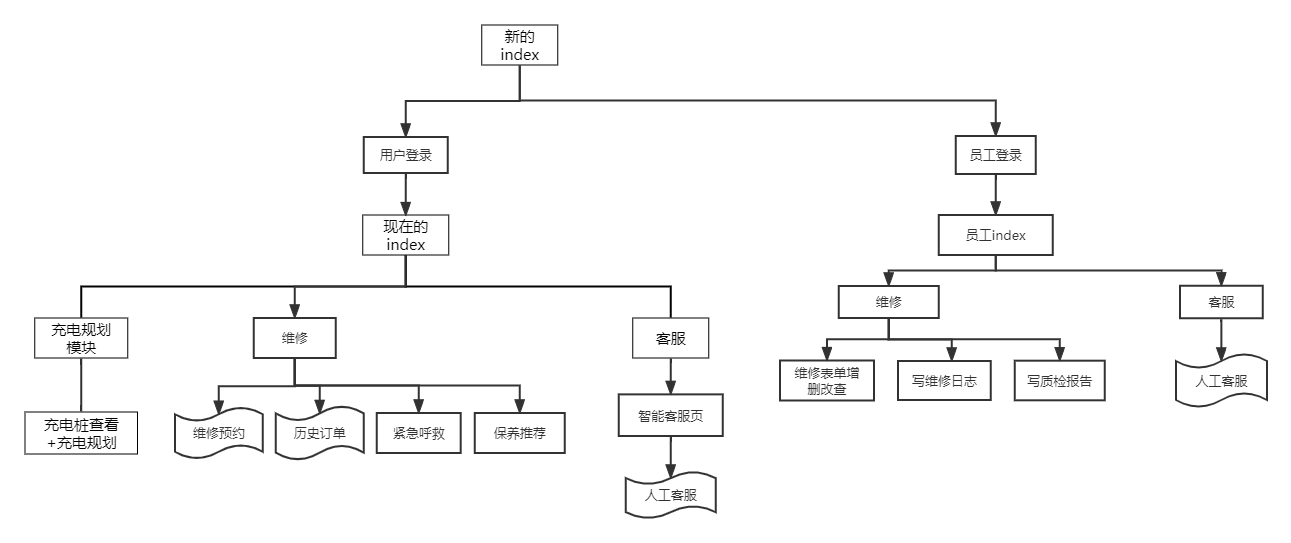 新的
index
用户登录
员工登录
现在的
index
员工index
维修
客服
充电规划
模块
维修
客服
维修表单增
删改查
写维修日志
写质检报告
人工客服
充电桩查看
+充电规划
维修预约
历史订单
紧急呼救
保养推荐
智能客服页
人工客服